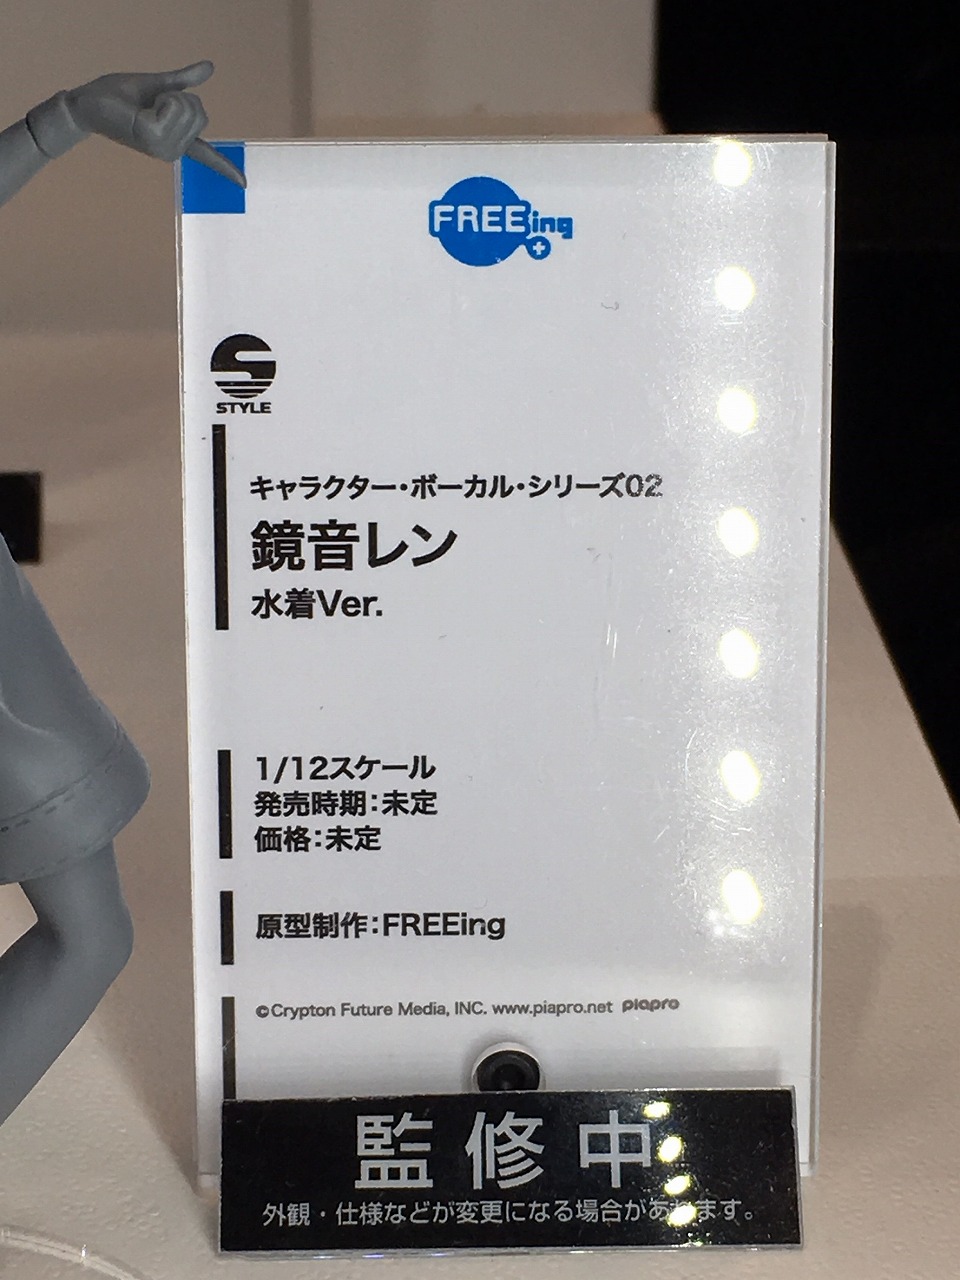 FREEing
S
STYLE
キャラクター・ボーカル・シリーズ02
鏡音レン
水着Ver.
1/12スケール
発売時期：未定
価格：未定
原型制作：FREEing
©Crypton Future Media, INC. www.piapro.net piapro
監修中
外観・仕様などが変更になる場合があります。